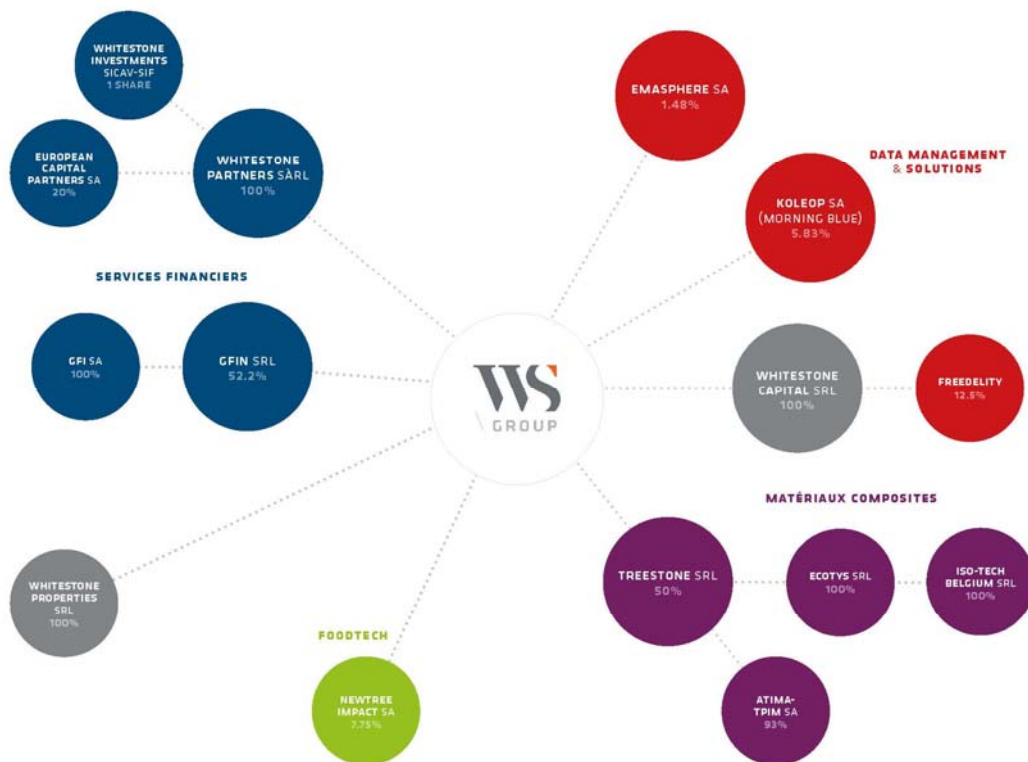 WHITESTONE
INVESTMENTS
SICAV-SIF
1 SHARE
EUROPEAN
CAPITAL
PARTNERS SA
20%
WHITESTONE
PARTNERS SÀRL
100%
SERVICES FINANCIERS
GFI SA
100%
GFIN SRL
52.2%
WHITESTONE
PROPERTIES
SRL
100%
FOODTECH
NEWTREE
IMPACT SA
7.75%
WS
GROUP
EMASPHERE SA
1.48%
DATA MANAGEMENT
& SOLUTIONS
KOLEOP SA
(MORNING BLUE)
5.83%
WHITESTONE
CAPITAL SRL
100%
FREEDELITY
12.5%
MATÉRIAUX COMPOSITES
TREESTONE SRL
50%
ECOTYS SRL
100%
ISO-TECH
BELGIUM SRL
100%
ATIMA-
TPIM SA
93%